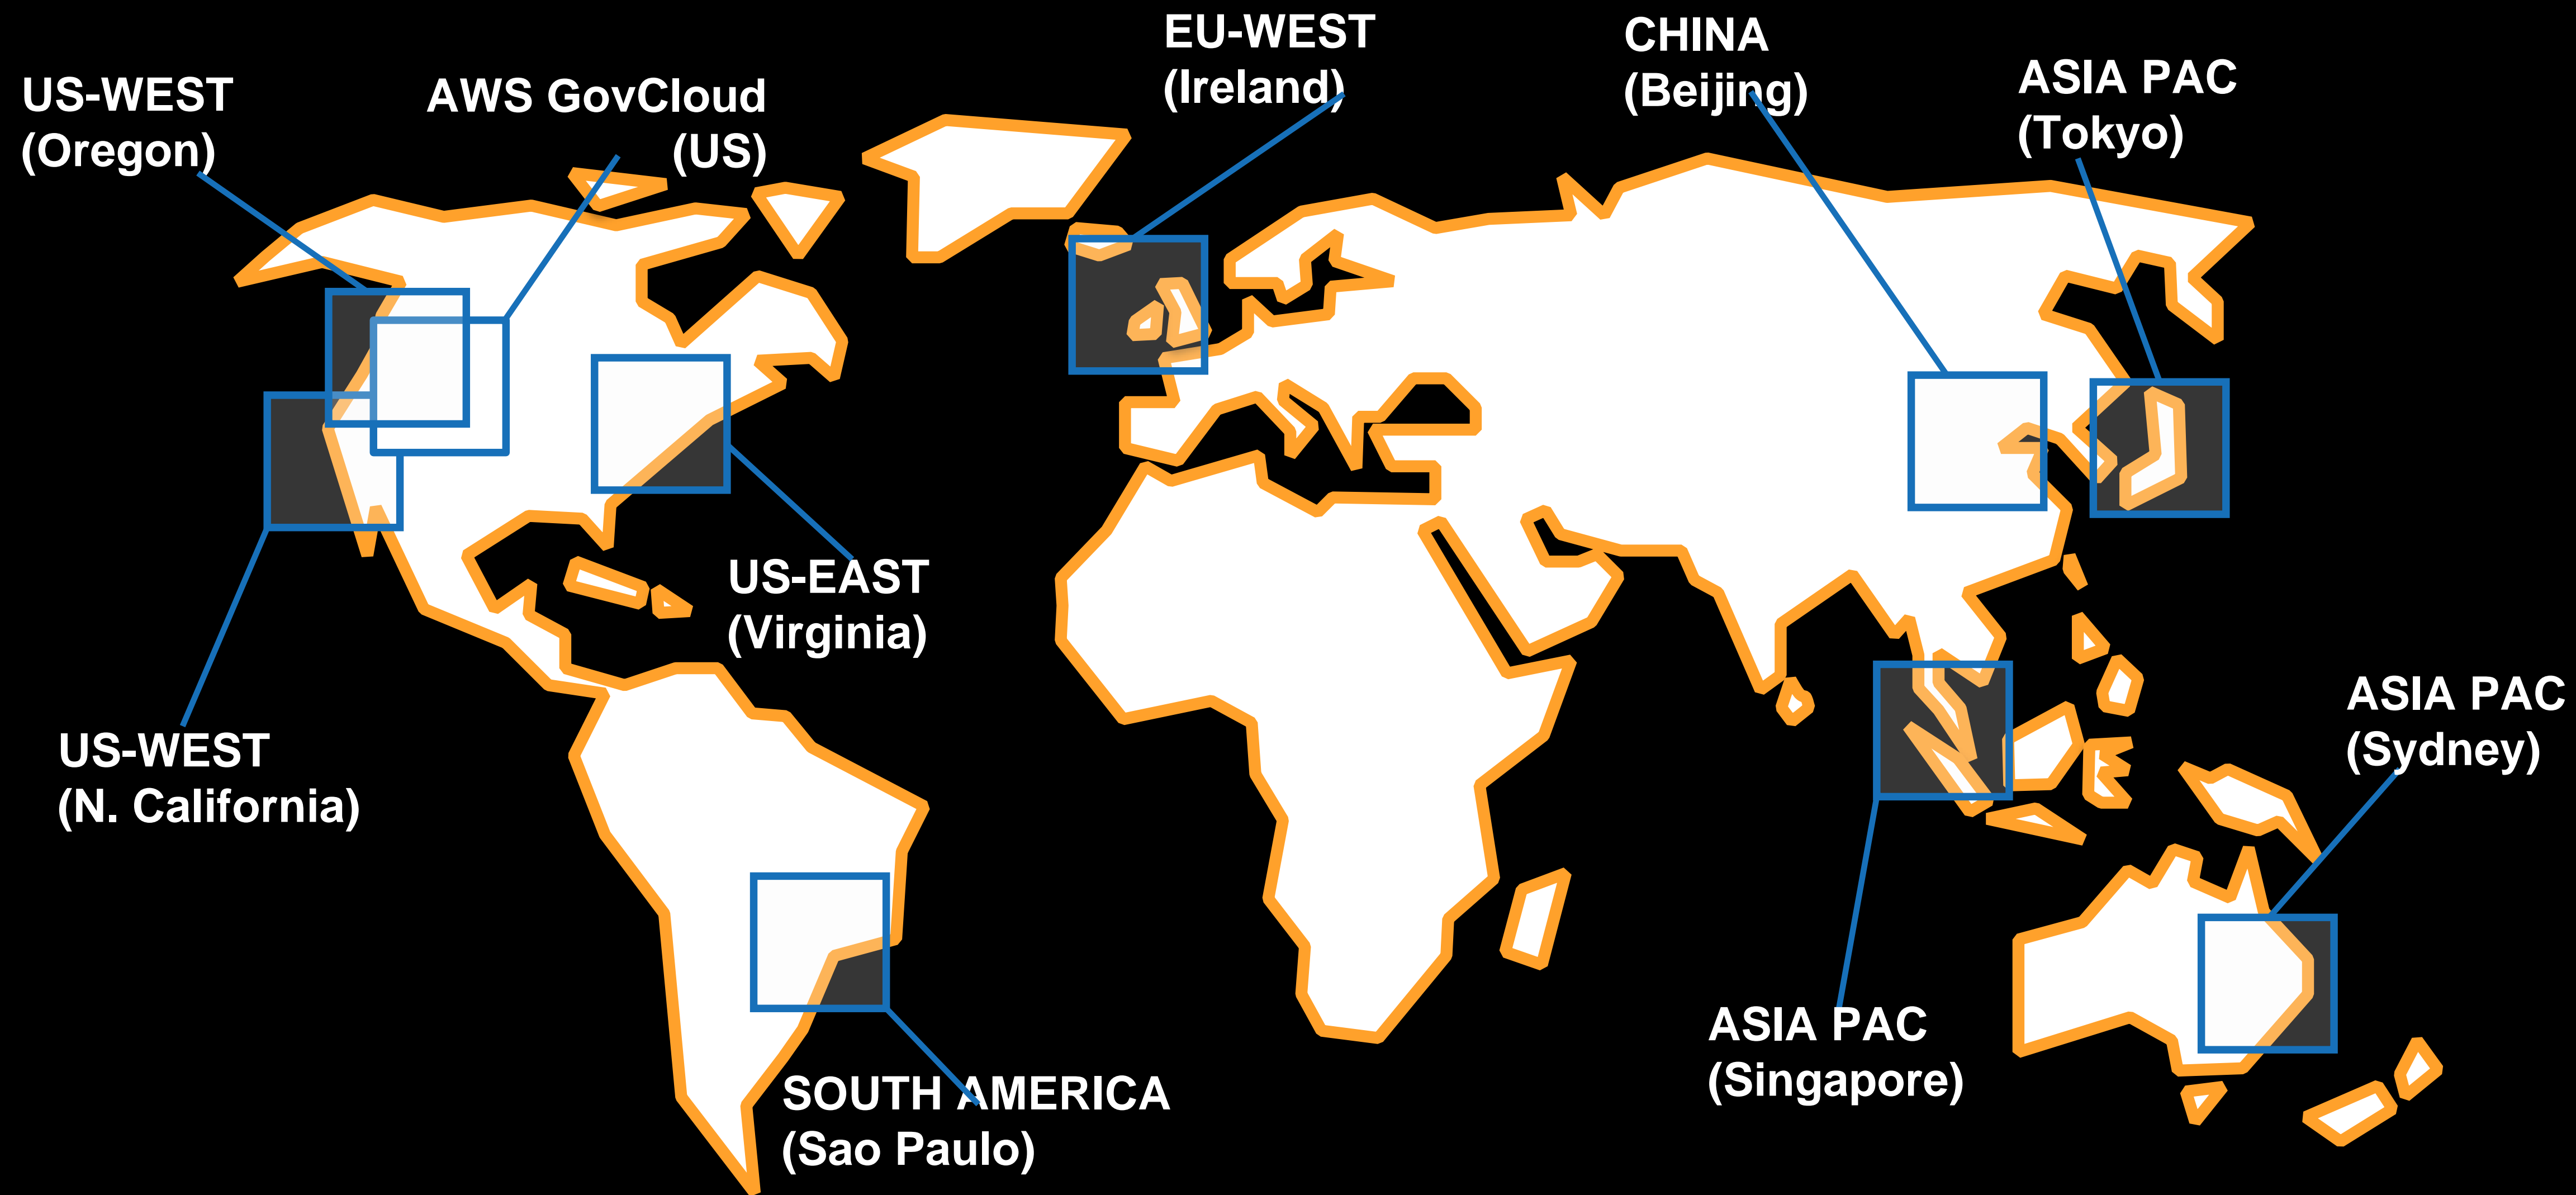 EU-WEST
(Ireland)
CHINA
(Beijing)
ASIA PAC
(Tokyo)
US-WEST
(Oregon)
AWS GovCloud
(US)
US-EAST
(Virginia)
ASIA PAC
(Sydney)
US-WEST
(N. California)
ASIA PAC
(Singapore)
SOUTH AMERICA
(Sao Paulo)